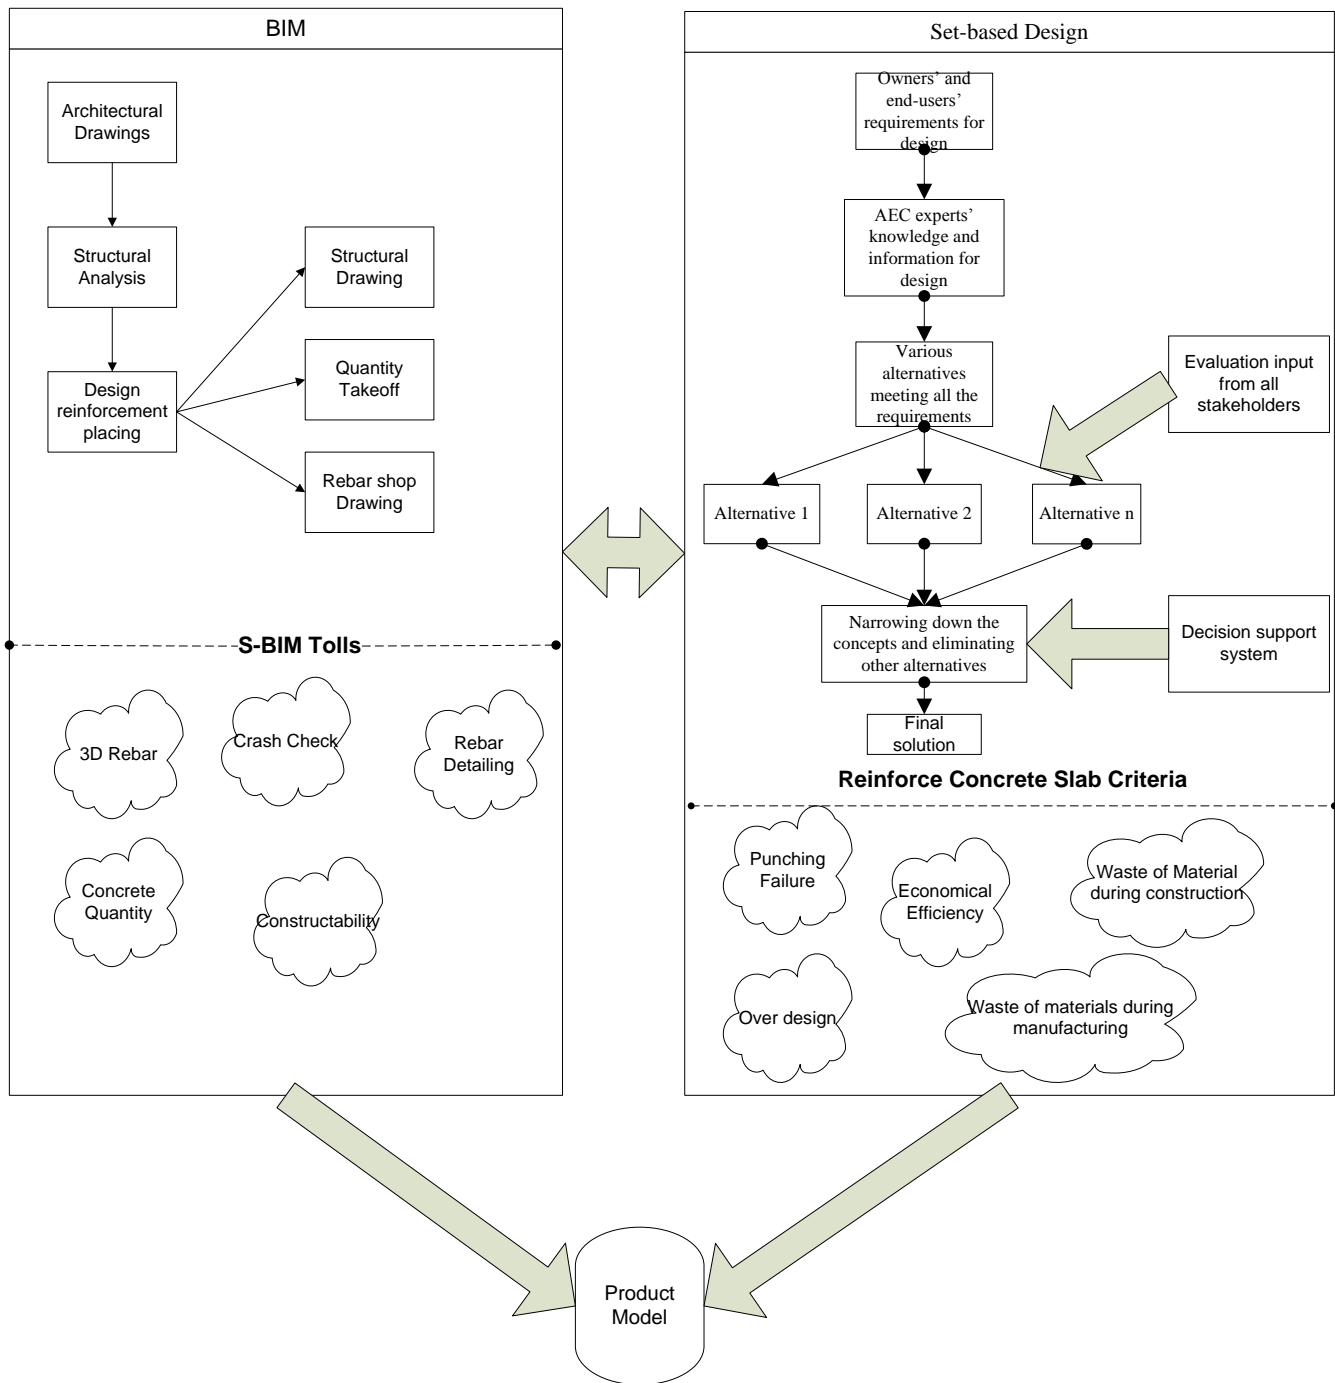 BIM
Architectural
Drawings
Structural
Analysis
Structural
Drawing
Design
reinforcement
placing
Quantity
Takeoff
Rebar shop
Drawing
S-BIM Tolls
3D Rebar
Crash Check
Rebar
Detailing
Concrete
Quantity
Constructability
Set-based Design
Owners’ and
end-users’
requirements for
design
AEC experts’
knowledge and
information for
design
Various
alternatives
meeting all the
requirements
Evaluation input
from all
stakeholders
Alternative 1
Alternative 2
Alternative n
Narrowing down the
concepts and eliminating
other alternatives
Decision support
system
Final
solution
Reinforce Concrete Slab Criteria
Punching
Failure
Economical
Efficiency
Waste of Material
during construction
Over design
Waste of materials during
manufacturing
Product
Model